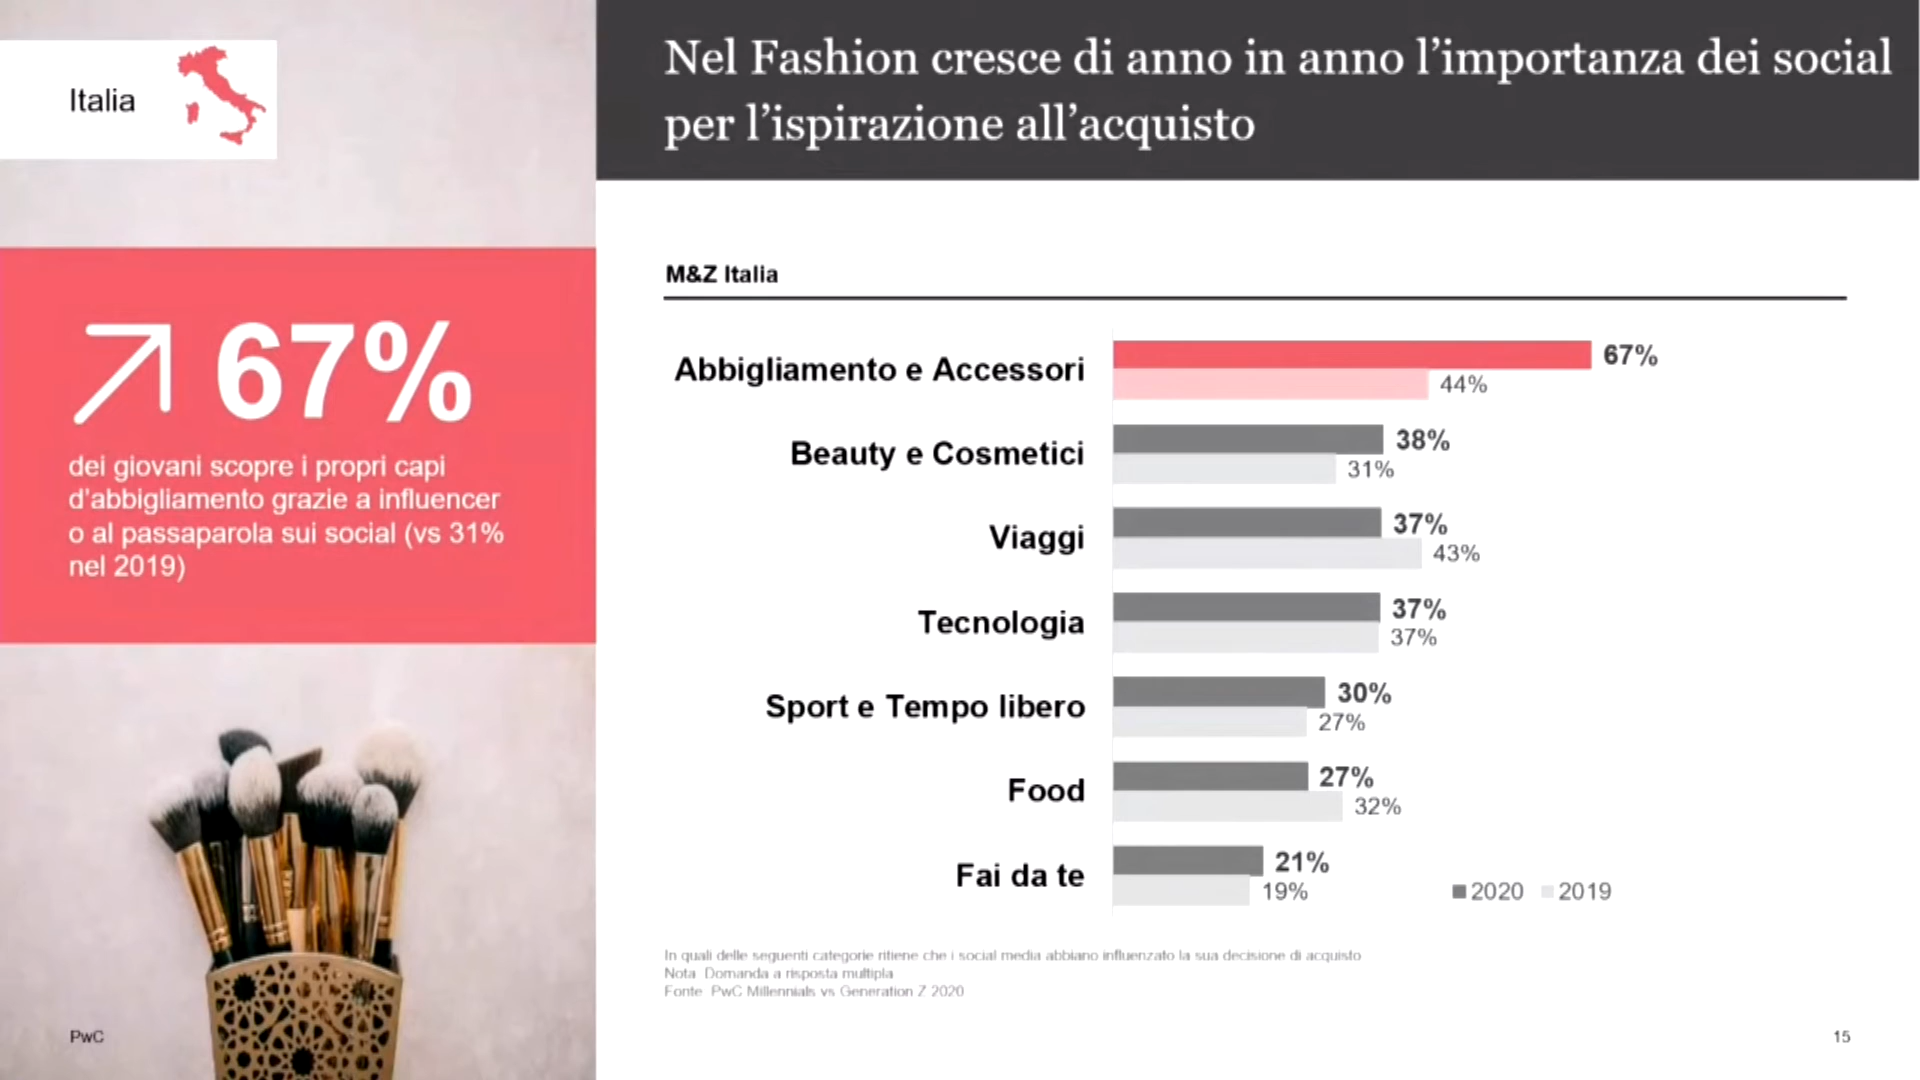 Italia
Nel Fashion cresce di anno in anno l’importanza dei social
per l’ispirazione all’acquisto
67%
dei giovani scopre i propri capi
d'abbigliamento grazie a influencer
o al passaparola sui social (vs 31%
nel 2019)
M&Z Italia
Abbigliamento e Accessori
67%
44%
Beauty e Cosmetici
38%
31%
Viaggi
37%
43%
Tecnologia
37%
37%
Sport e Tempo libero
30%
27%
Food
27%
32%
Fai da te
21%
19%
2020 2019
In quali delle seguenti categorie ritiene che i social media abbiano influenzato la sua decisione di acquisto
Nota Domanda a risposta multipla
Fonte PwC Millennials vs Generation Z 2020
PwC
15